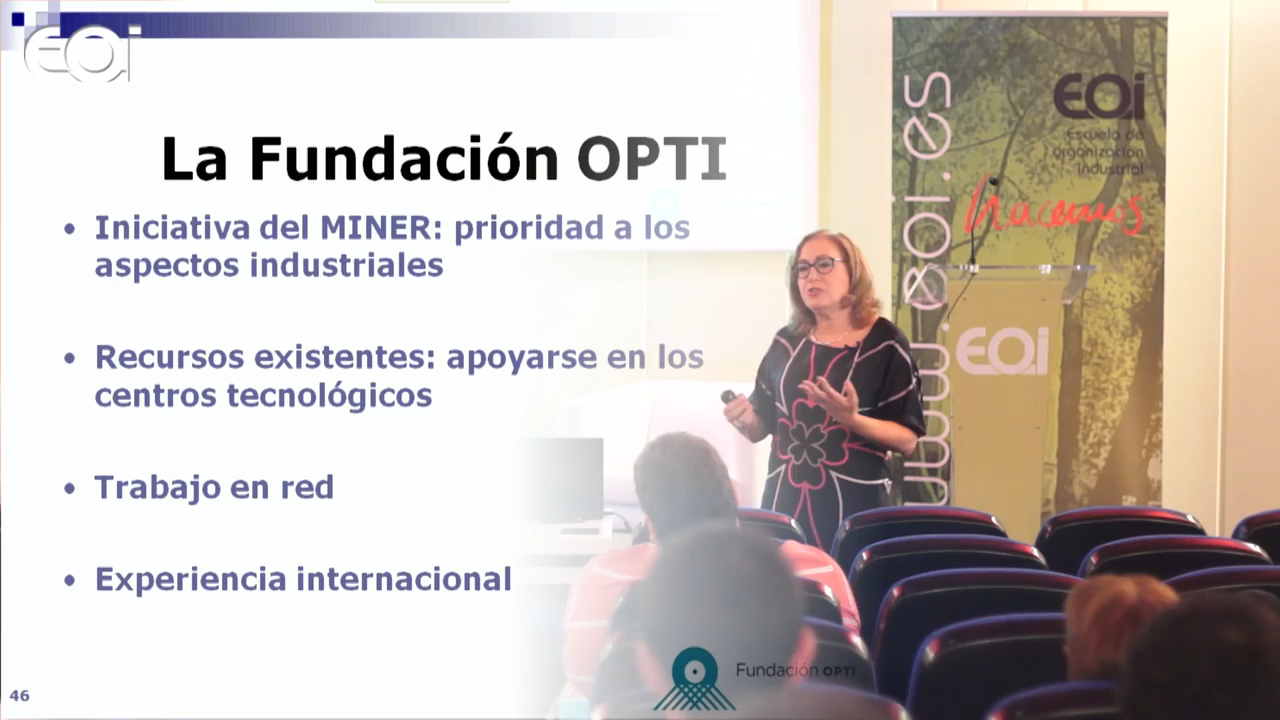 EOi
La Fundación OPTI
• Iniciativa del MINER: prioridad a los
aspectos industriales
• Recursos existentes: apoyarse en los
centros tecnológicos
• Trabajo en red
• Experiencia internacional
46
Fundación OPTI
www.eoi.es
EOi
Escuela de
organización
industrial
hacemos
EOi